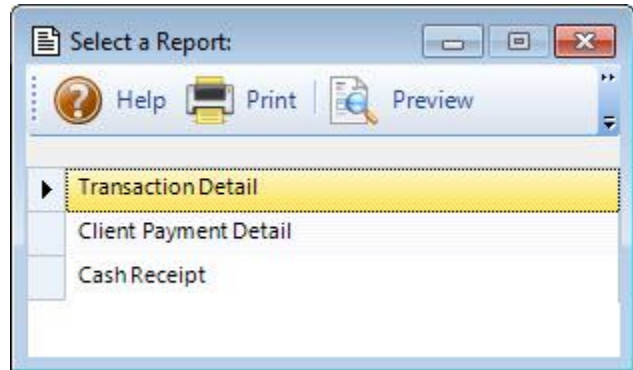 Select a Report:
Help Print Preview
Transaction Detail
Client Payment Detail
Cash Receipt